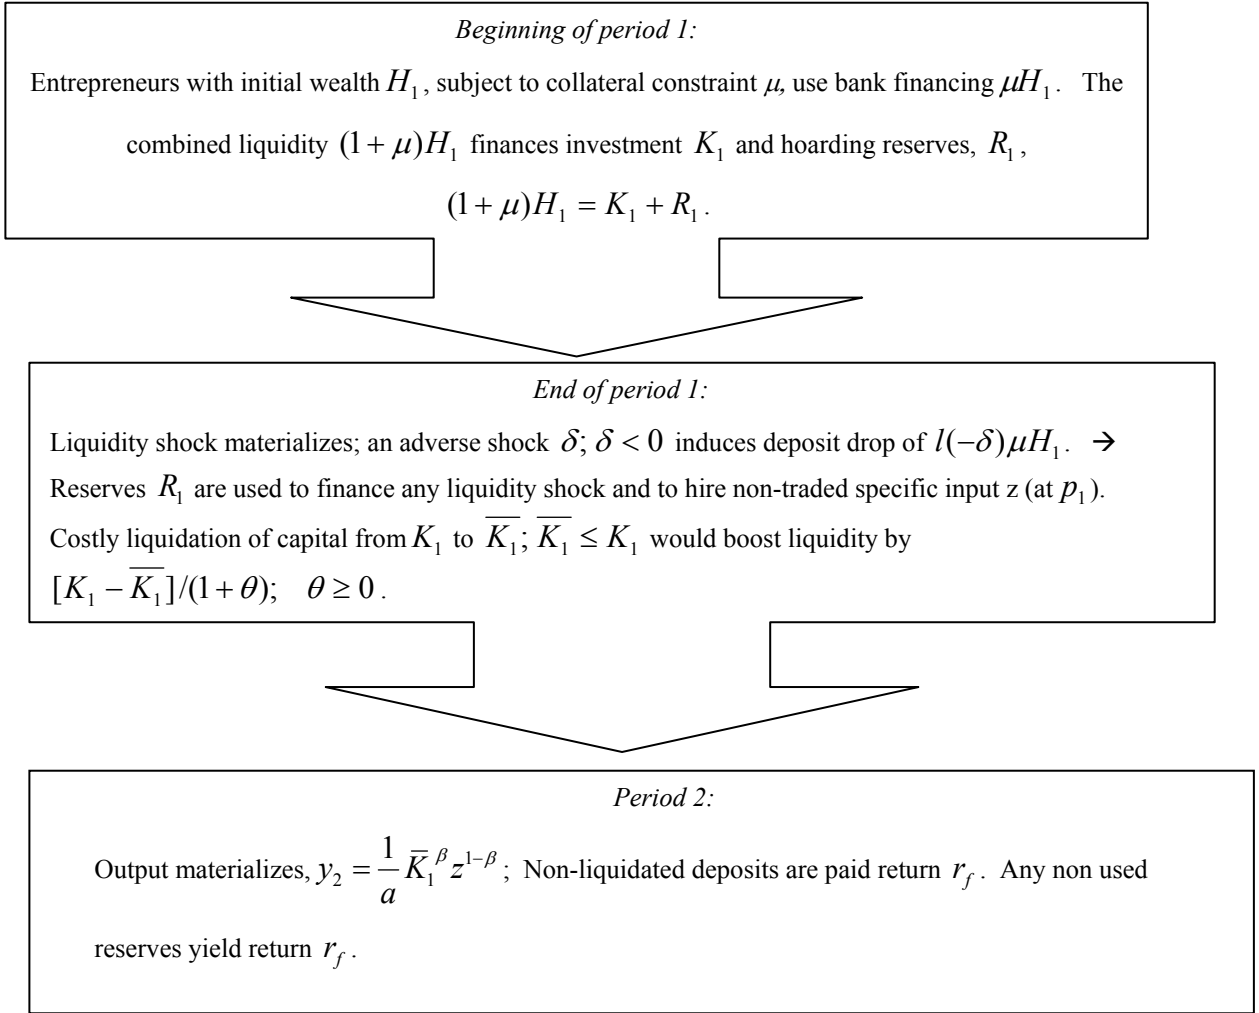 Beginning of period 1:
Entrepreneurs with initial wealth H₁, subject to collateral constraint μ, use bank financing μH₁. The
combined liquidity (1 + μ)H₁ finances investment K₁ and hoarding reserves, R₁,
(1 + μ)H₁ = K₁ + R₁.
End of period 1:
Liquidity shock materializes; an adverse shock δ; δ < 0 induces deposit drop of l(−δ)μH₁. →
Reserves R₁ are used to finance any liquidity shock and to hire non-traded specific input z (at p₁).
Costly liquidation of capital from K₁ to K̅₁; K̅₁ ≤ K₁ would boost liquidity by
[K₁ − K̅₁]/(1 + θ); θ ≥ 0.
Period 2:
Output materializes, y₂ = 1/a K̅₁^β z^(1−β); Non-liquidated deposits are paid return r_f. Any non used
reserves yield return r_f.